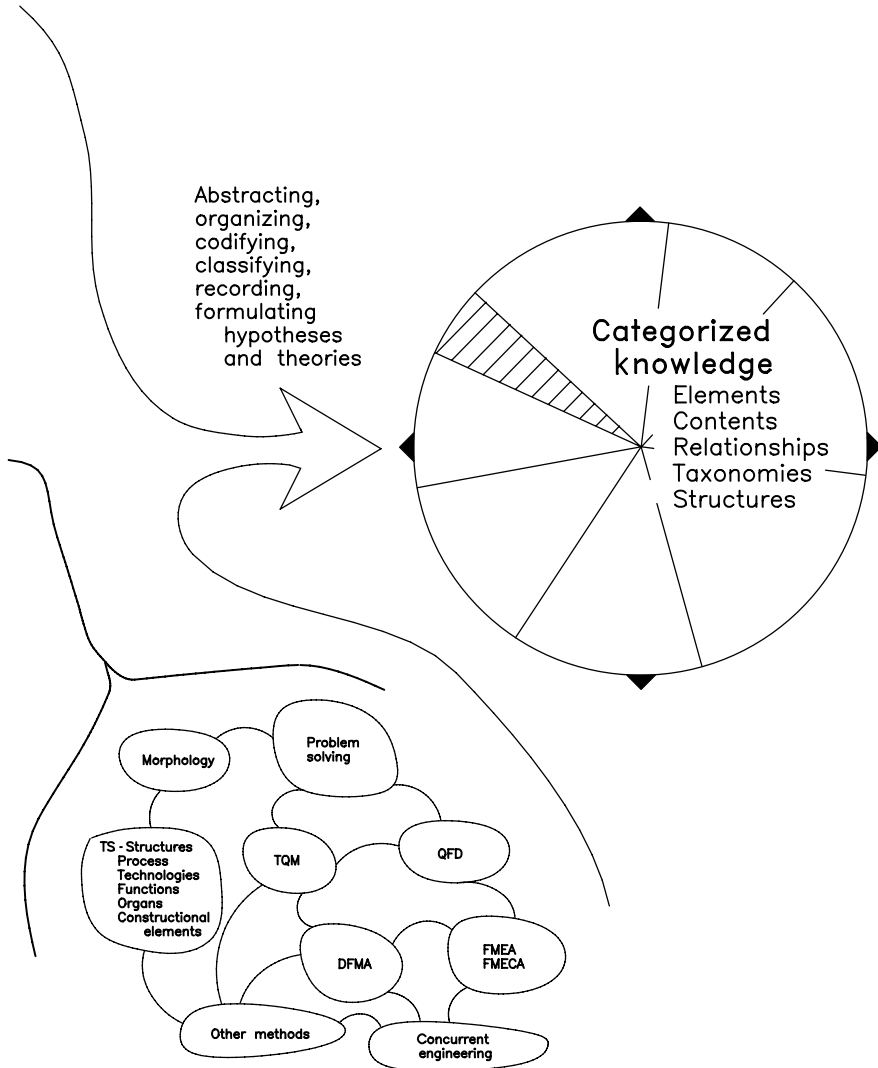 Abstracting,
organizing,
codifying,
classifying,
recording,
formulating
hypotheses
and theories
Categorized
knowledge
Elements
Contents
Relationships
Taxonomies
Structures
Morphology
Problem
solving
TS - Structures
Process
Technologies
Functions
Organs
Constructional
elements
TQM
QFD
DFMA
FMEA
FMECA
Other methods
Concurrent
engineering